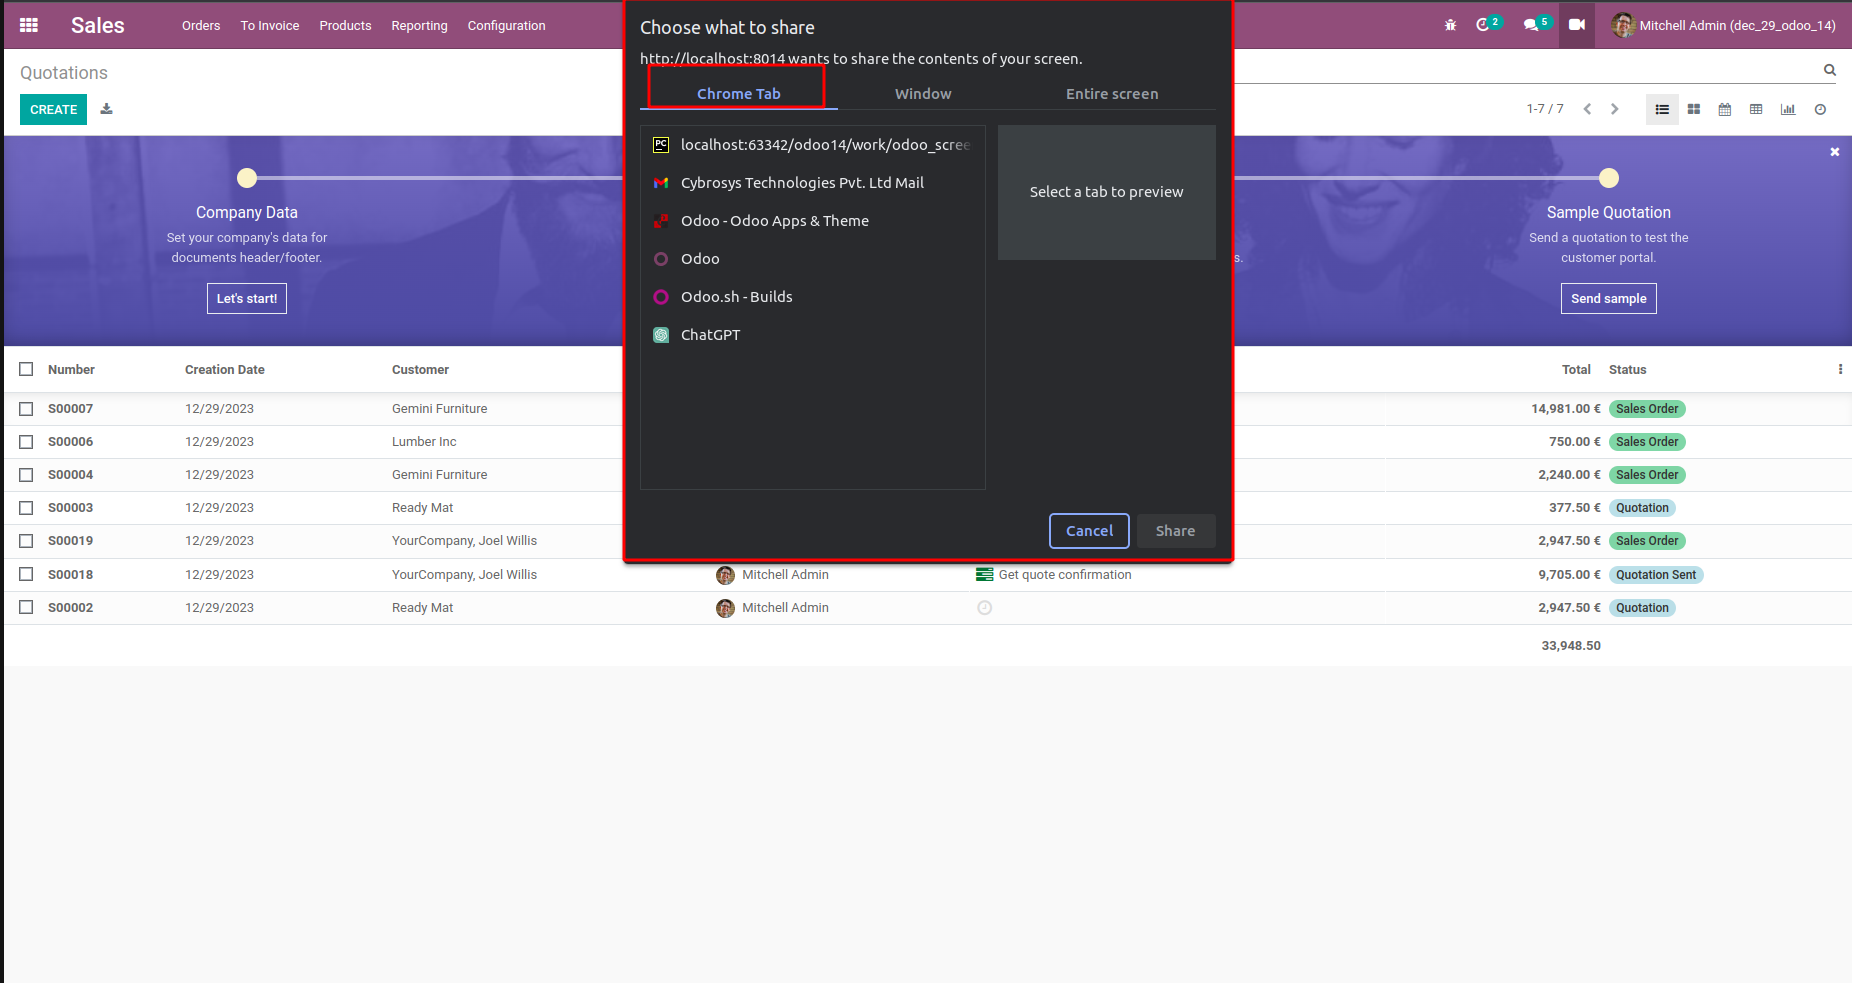 Sales
Orders
To Invoice
Products
Reporting
Configuration
2
5
Mitchell Admin (dec_29_odoo_14)
Quotations
CREATE
1-7 / 7
Choose what to share
http://localhost:8014 wants to share the contents of your screen.
Chrome Tab
Window
Entire screen
PC localhost:63342/odoo14/work/odoo_scree
Cybrosys Technologies Pvt. Ltd Mail
Odoo - Odoo Apps & Theme
Odoo
Odoo.sh - Builds
ChatGPT
Select a tab to preview
Cancel
Share
Company Data
Set your company's data for
documents header/footer.
Let's start!
s.
Sample Quotation
Send a quotation to test the
customer portal.
Send sample
Number Creation Date Customer Total Status
S00007 12/29/2023 Gemini Furniture 14,981.00 € Sales Order
S00006 12/29/2023 Lumber Inc 750.00 € Sales Order
S00004 12/29/2023 Gemini Furniture 2,240.00 € Sales Order
S00003 12/29/2023 Ready Mat 377.50 € Quotation
S00019 12/29/2023 YourCompany, Joel Willis 2,947.50 € Sales Order
S00018 12/29/2023 YourCompany, Joel Willis Mitchell Admin Get quote confirmation 9,705.00 € Quotation Sent
S00002 12/29/2023 Ready Mat Mitchell Admin 2,947.50 € Quotation
33,948.50